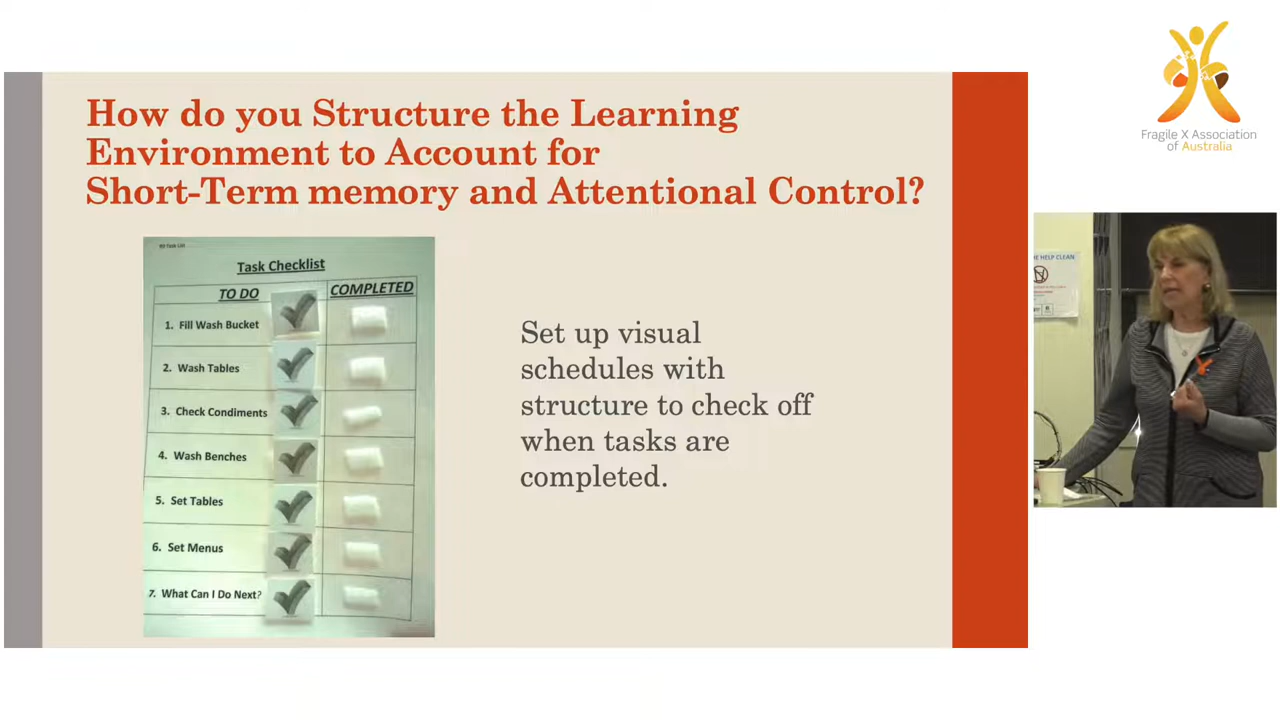 How do you Structure the Learning
Environment to Account for
Short-Term memory and Attentional Control?
Task Checklist
TO DO
COMPLETED
1. Fill Wash Bucket
2. Wash Tables
3. Check Condiments
4. Wash Benches
5. Set Tables
6. Set Menus
7. What Can I Do Next?
Set up visual
schedules with
structure to check off
when tasks are
completed.
Fragile X Association
of Australia
HELP CLEAN